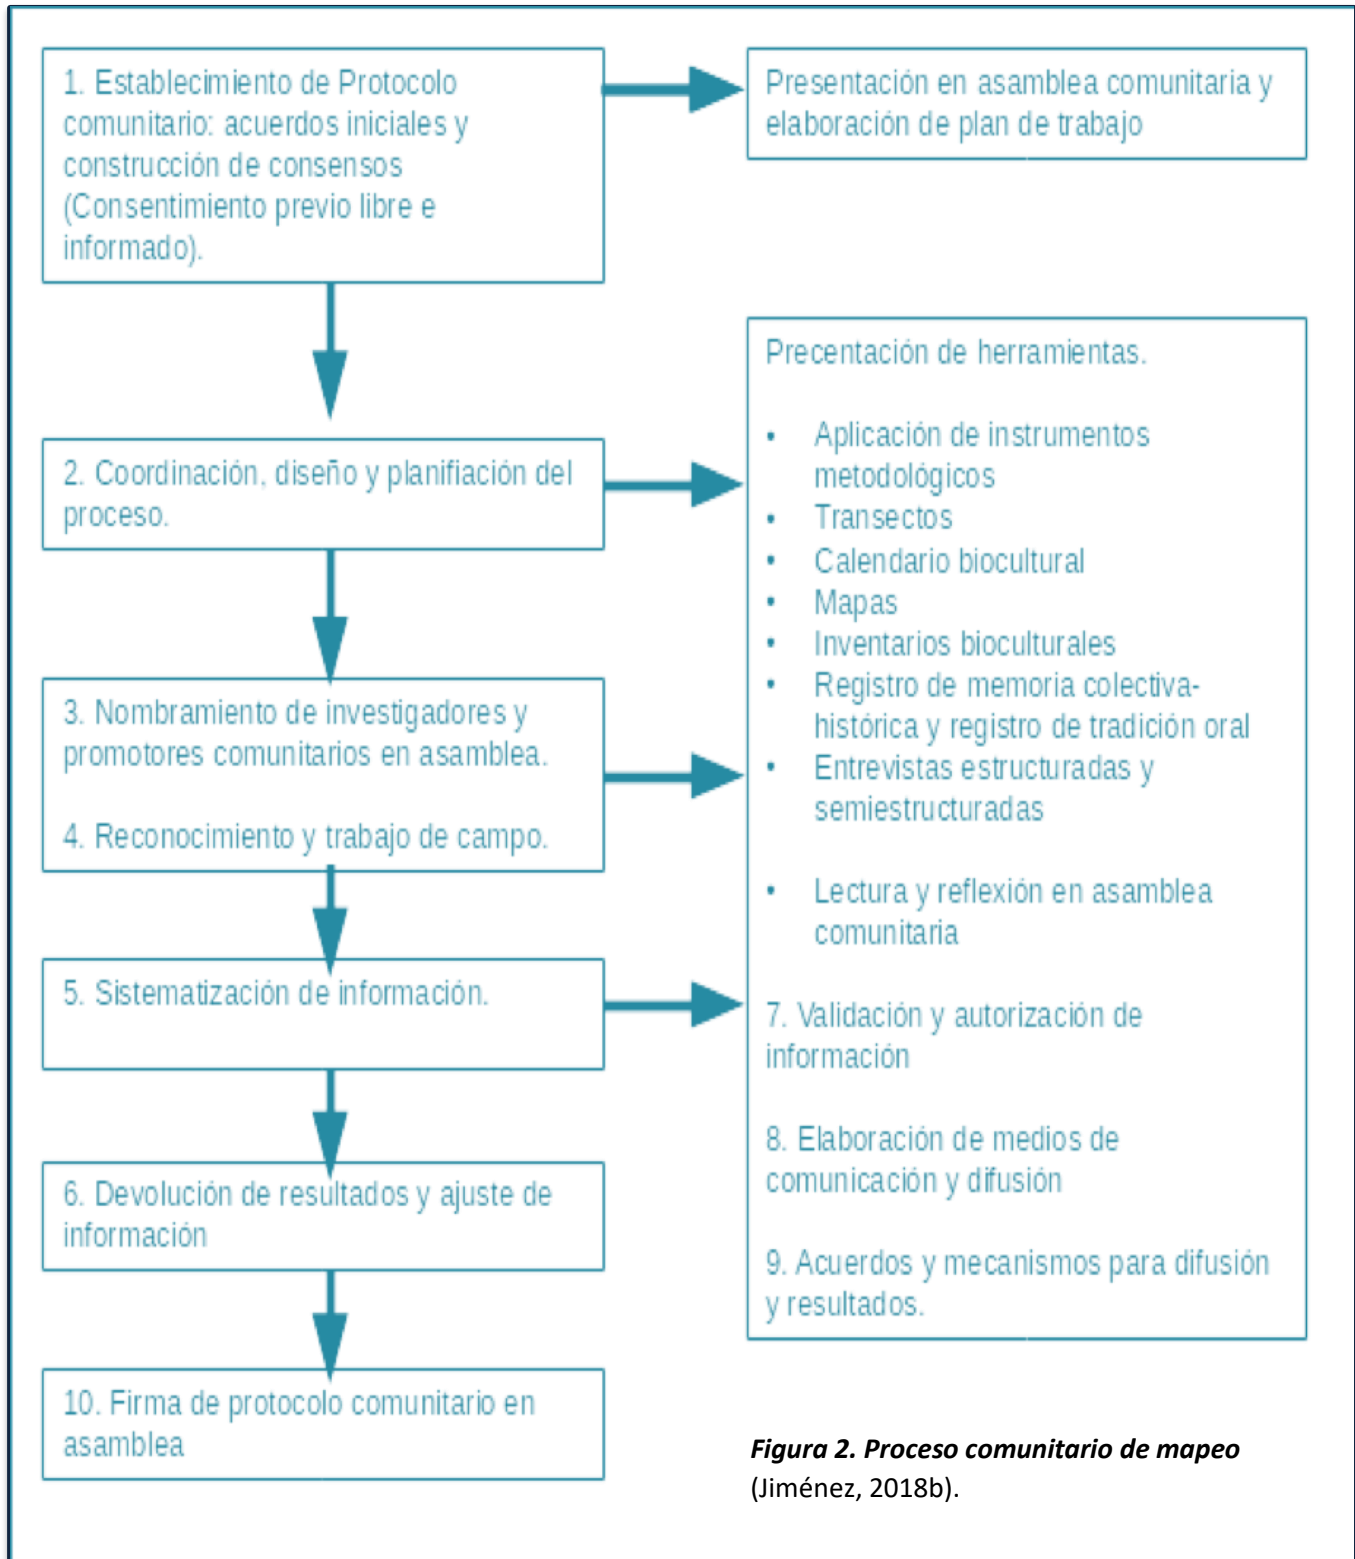 1. Establecimiento de Protocolo
comunitario: acuerdos iniciales y
construcción de consensos
(Consentimiento previo libre e
informado).
Presentación en asamblea comunitaria y
elaboración de plan de trabajo
2. Coordinación, diseño y planifiación del
proceso.
3. Nombramiento de investigadores y
promotores comunitarios en asamblea.
4. Reconocimiento y trabajo de campo.
5. Sistematización de información.
6. Devolución de resultados y ajuste de
información
Precentación de herramientas.
• Aplicación de instrumentos
metodológicos
• Transectos
• Calendario biocultural
• Mapas
• Inventarios bioculturales
• Registro de memoria colectiva-
histórica y registro de tradición oral
• Entrevistas estructuradas y
semiestructuradas
• Lectura y reflexión en asamblea
comunitaria
7. Validación y autorización de
información
8. Elaboración de medios de
comunicación y difusión
9. Acuerdos y mecanismos para difusión
y resultados.
10. Firma de protocolo comunitario en
asamblea
Figura 2. Proceso comunitario de mapeo
(Jiménez, 2018b).